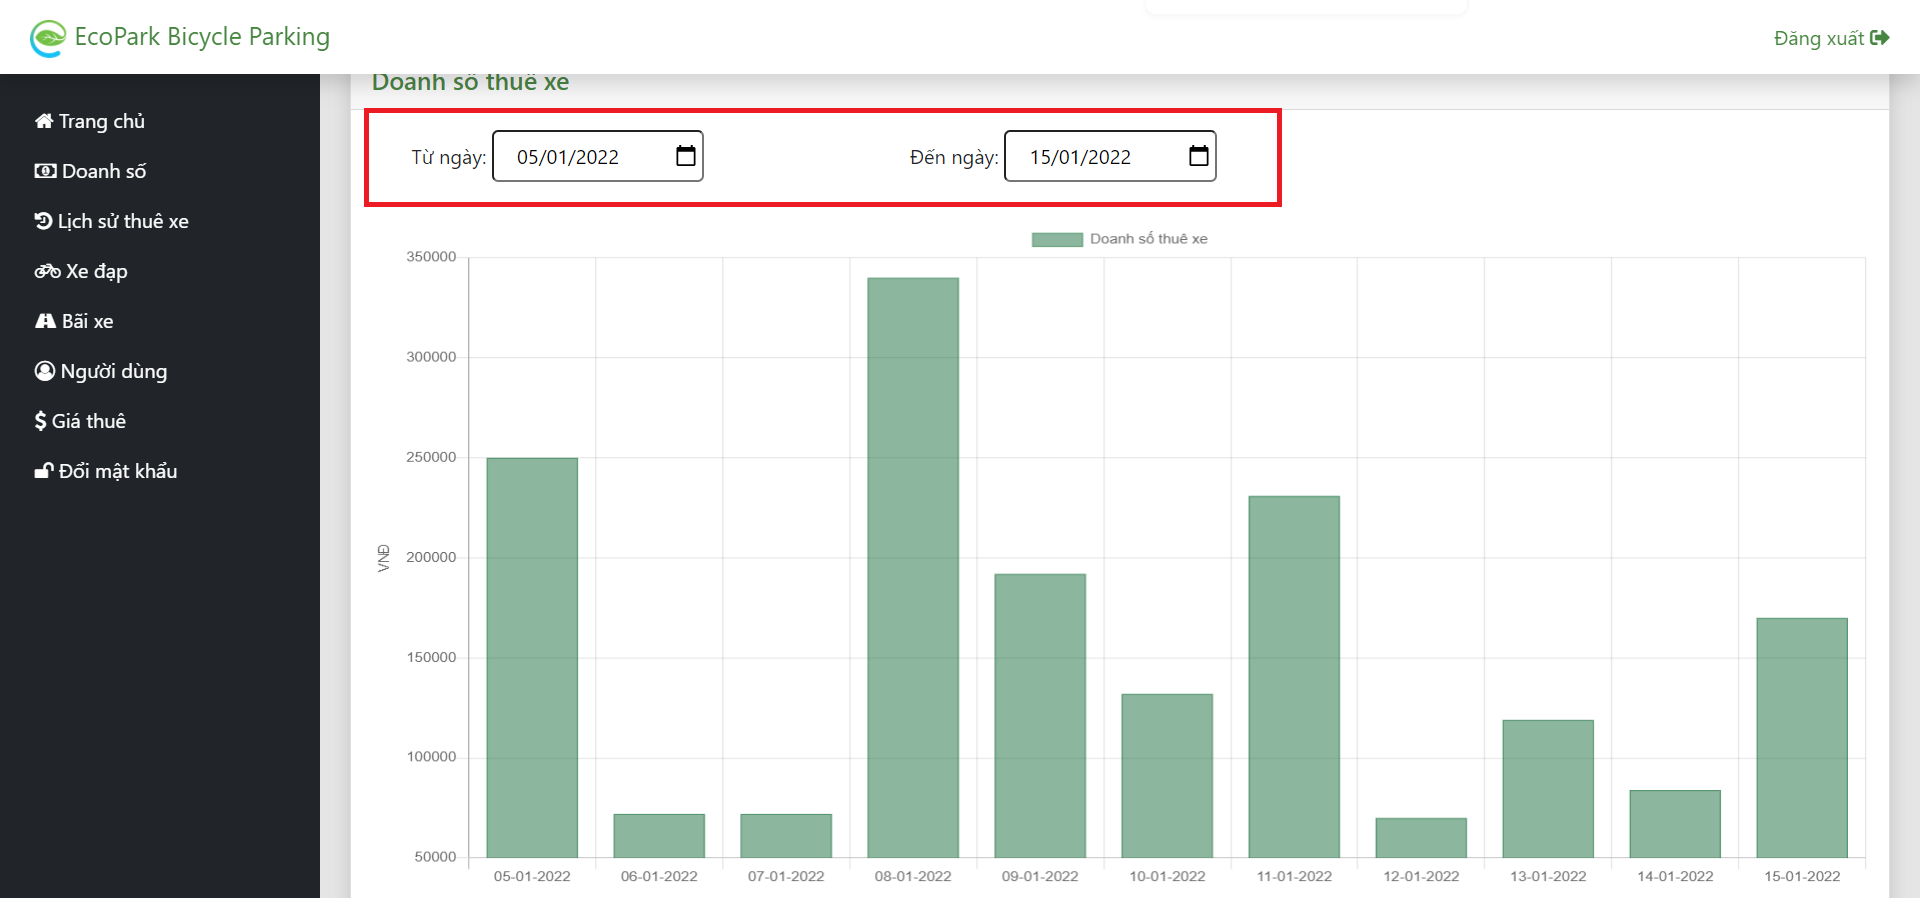 EcoPark Bicycle Parking
Đăng xuất
Trang chủ
Doanh số
Lịch sử thuê xe
Xe đạp
Bãi xe
Người dùng
Giá thuê
Đổi mật khẩu
Doanh số thuê xe
Từ ngày: 05/01/2022 Đến ngày: 15/01/2022
Doanh số thuê xe
350000
300000
250000
200000
150000
100000
50000
VNĐ
05-01-2022 06-01-2022 07-01-2022 08-01-2022 09-01-2022 10-01-2022 11-01-2022 12-01-2022 13-01-2022 14-01-2022 15-01-2022